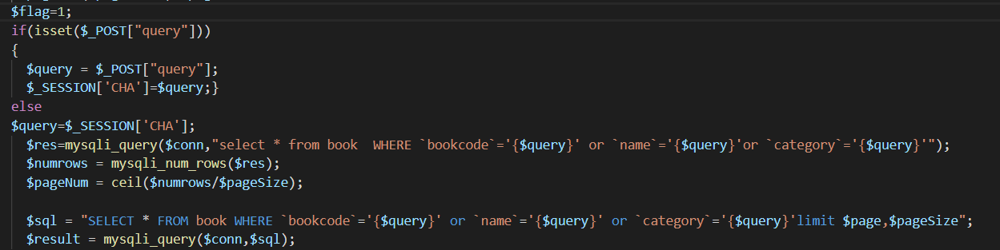 $flag=1;
if(isset($_POST["query"]))
{
$query = $_POST["query"];
$_SESSION['CHA']=$query;}
else
$query=$_SESSION['CHA'];
$res=mysqli_query($conn,"select * from book  WHERE `bookcode`='{$query}' or `name`='{$query}'or `category`='{$query}'");
$numrows = mysqli_num_rows($res);
$pageNum = ceil($numrows/$pageSize);
$sql = "SELECT * FROM book WHERE `bookcode`='{$query}' or `name`='{$query}' or `category`='{$query}'limit $page,$pageSize";
$result = mysqli_query($conn,$sql);